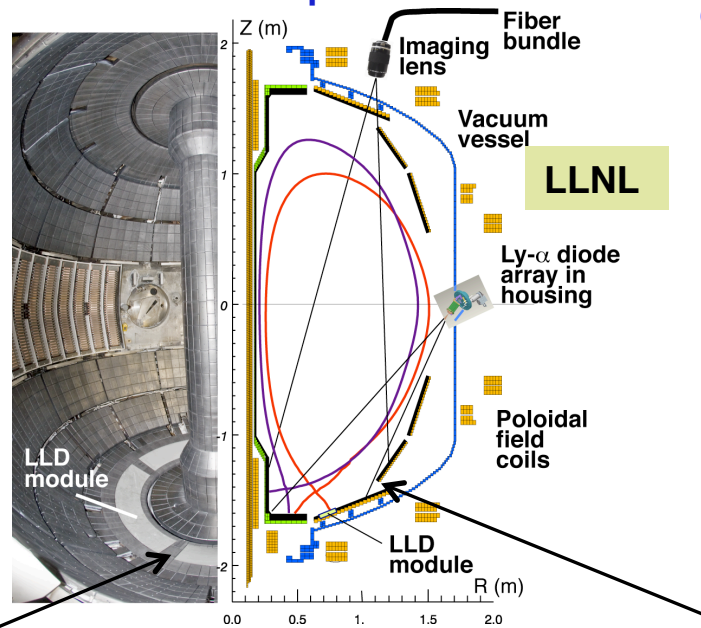 Z (m)
Fiber
bundle
Imaging
lens
2
Vacuum
vessel
1
LLNL
Ly-α diode
array in
housing
0
Poloidal
field
coils
-1
LLD
module
LLD
module
-2
R (m)
0.0 0.5 1. 1.5 2.0